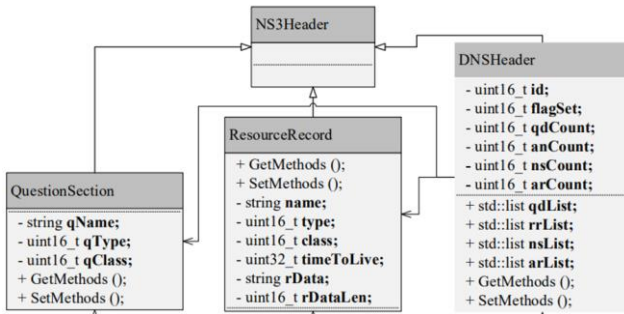 NS3Header
QuestionSection
- string qName;
- uint16_t qType;
- uint16_t qClass;
+ GetMethods ();
+ SetMethods ();
ResourceRecord
+ GetMethods ();
+ SetMethods ();
- string name;
- uint16_t type;
- uint16_t class;
- uint32_t timeToLive;
- string rData;
- uint16_t rDataLen;
DNSHeader
- uint16_t id;
- uint16_t flagSet;
- uint16_t qdCount;
- uint16_t anCount;
- uint16_t nsCount;
- uint16_t arCount;
+ std::list qdList;
+ std::list rrList;
+ std::list nsList;
+ std::list arList;
+ GetMethods ();
+ SetMethods ();